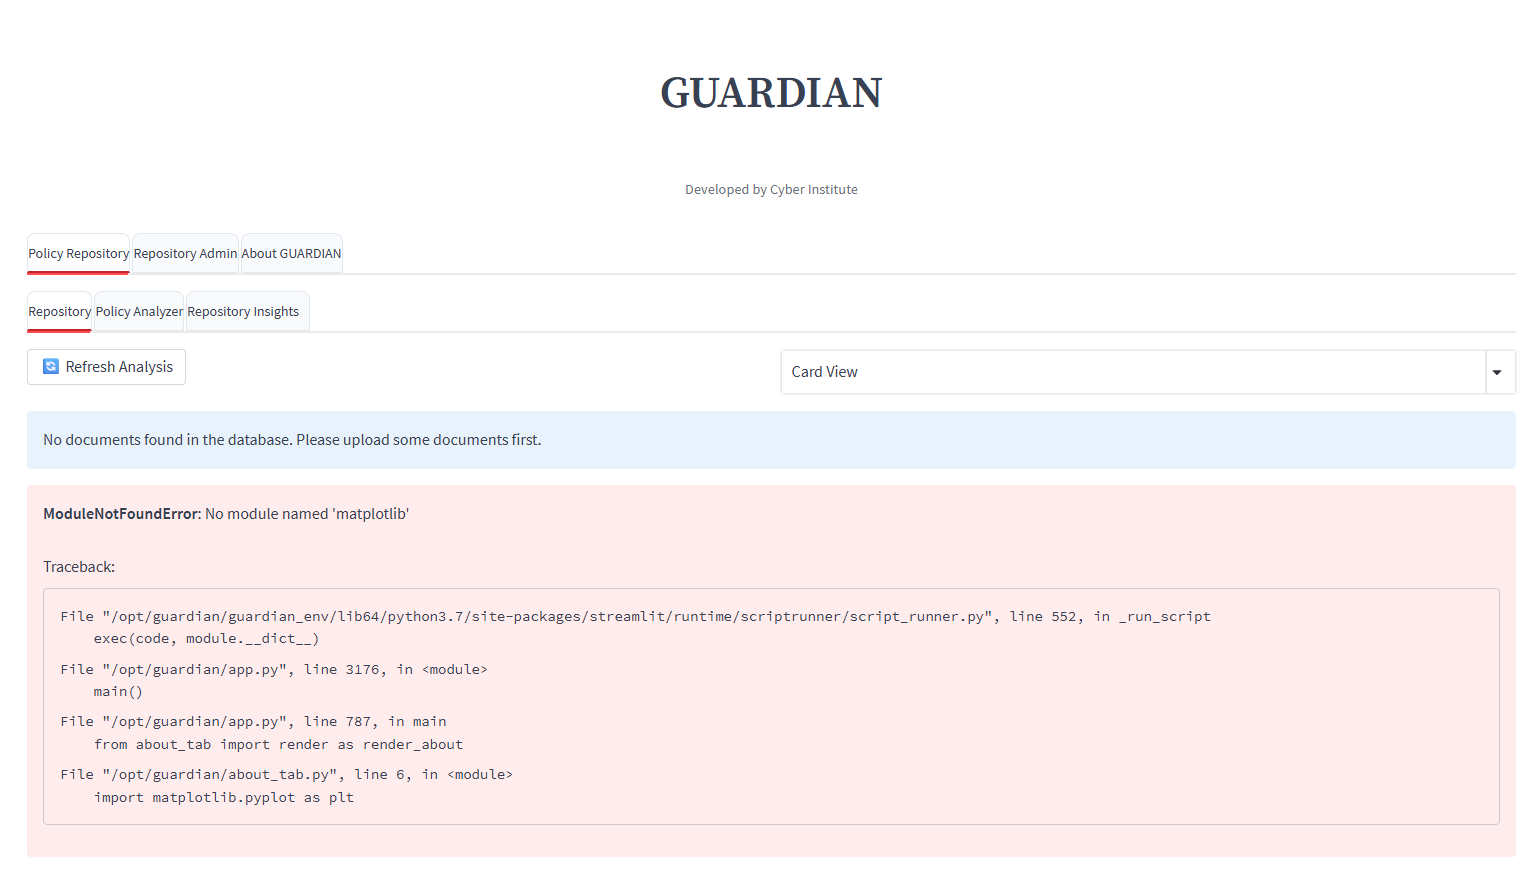 GUARDIAN
Developed by Cyber Institute
Policy Repository Repository Admin About GUARDIAN
Repository Policy Analyzer Repository Insights
Refresh Analysis Card View
No documents found in the database. Please upload some documents first.
ModuleNotFoundError: No module named 'matplotlib'
Traceback:
File "/opt/guardian/guardian_env/lib64/python3.7/site-packages/streamlit/runtime/scriptrunner/script_runner.py", line 552, in _run_script
    exec(code, module.__dict__)
File "/opt/guardian/app.py", line 3176, in <module>
    main()
File "/opt/guardian/app.py", line 787, in main
    from about_tab import render as render_about
File "/opt/guardian/about_tab.py", line 6, in <module>
    import matplotlib.pyplot as plt